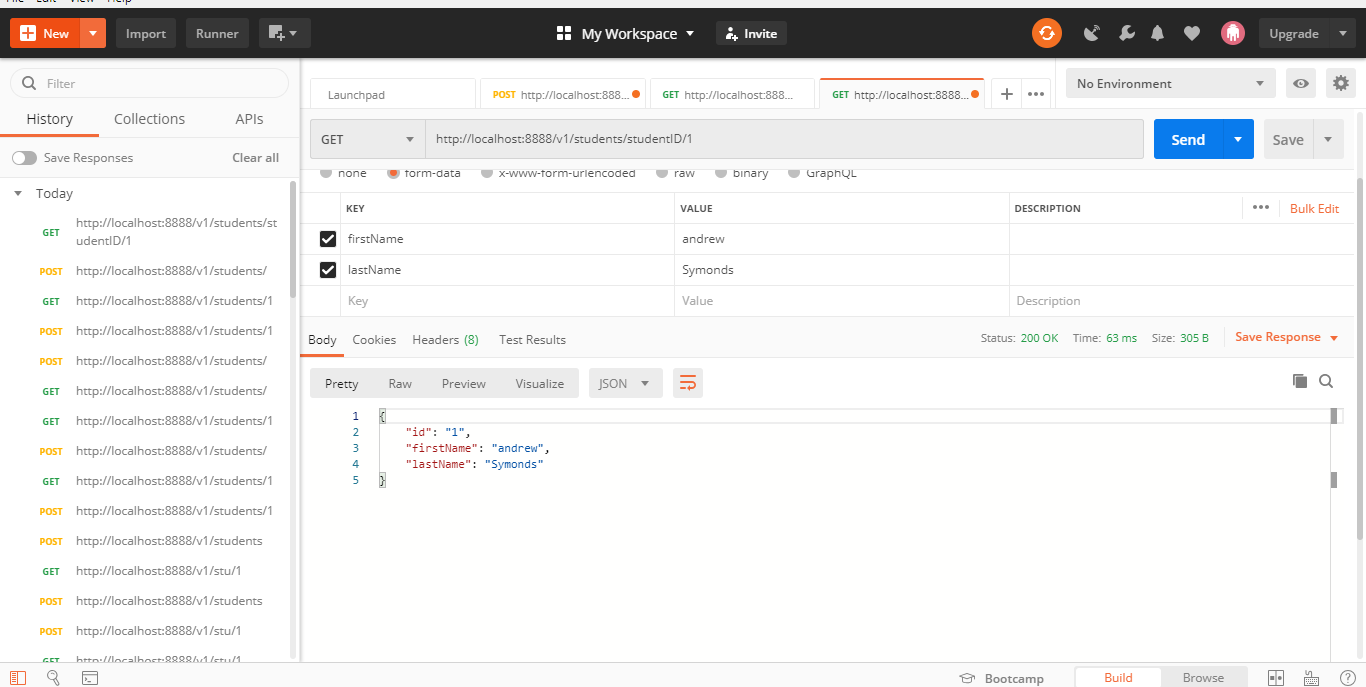 File Edit View Help
New Import Runner My Workspace Invite Upgrade
Filter
History Collections APIs
Save Responses Clear all
Today
GET http://localhost:8888/v1/students/st
udentID/1
POST http://localhost:8888/v1/students/
GET http://localhost:8888/v1/students/1
POST http://localhost:8888/v1/students/1
POST http://localhost:8888/v1/students/
GET http://localhost:8888/v1/students/
GET http://localhost:8888/v1/students/1
POST http://localhost:8888/v1/students/
GET http://localhost:8888/v1/students/1
POST http://localhost:8888/v1/students/1
POST http://localhost:8888/v1/students
GET http://localhost:8888/v1/stu/1
POST http://localhost:8888/v1/students
POST http://localhost:8888/v1/stu/1
GET http://localhost:8888/v1/stu/1
Launchpad
POST http://localhost:888...
GET http://localhost:888...
GET http://localhost:8888...
No Environment
GET http://localhost:8888/v1/students/studentID/1 Send Save
none form-data x-www-form-urlencoded raw binary GraphQL
KEY VALUE DESCRIPTION Bulk Edit
firstName andrew
lastName Symonds
Key Value Description
Body Cookies Headers (8) Test Results Status: 200 OK Time: 63 ms Size: 305 B Save Response
Pretty Raw Preview Visualize JSON
1 {
2 "id": "1",
3 "firstName": "andrew",
4 "lastName": "Symonds"
5 }
Bootcamp Build Browse